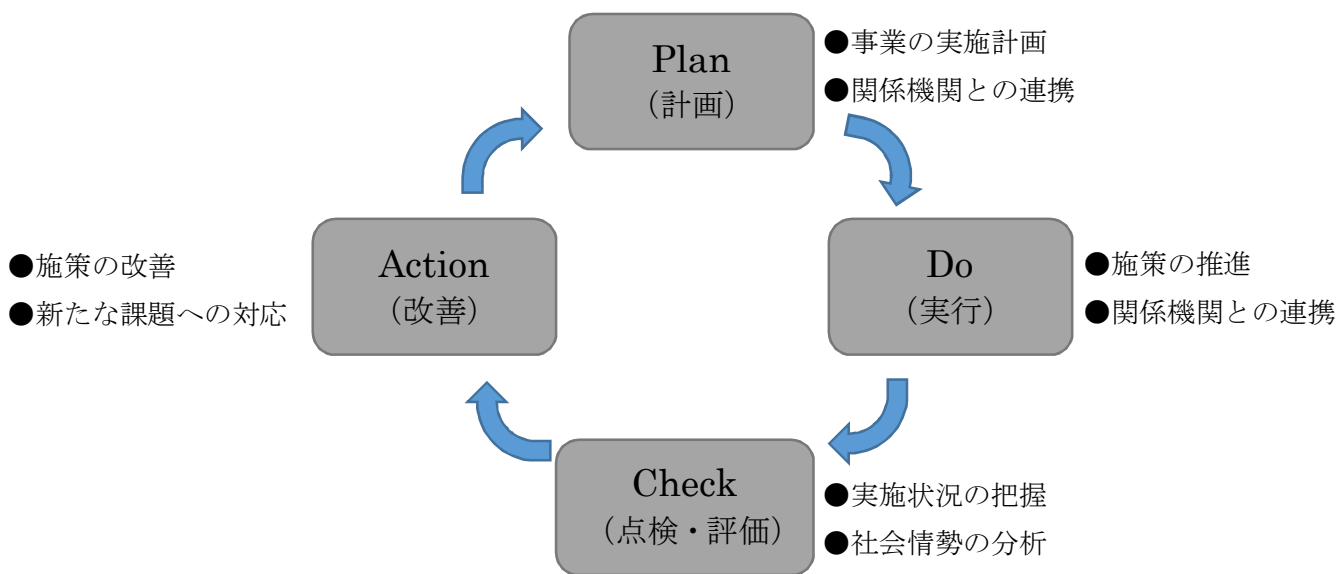 Plan
（計画）
●事業の実施計画
●関係機関との連携
Do
（実行）
●施策の推進
●関係機関との連携
Check
（点検・評価）
●実施状況の把握
●社会情勢の分析
Action
（改善）
●施策の改善
●新たな課題への対応